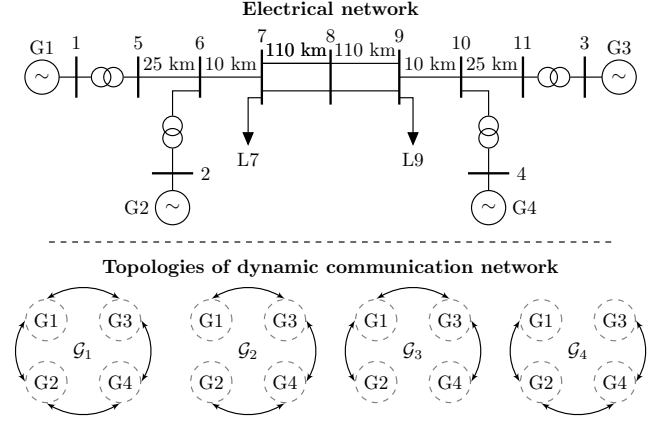 Electrical network
G1 1 5 6 7 8 9 10 11 3 G3
25 km 10 km 110 km 110 km 10 km 25 km
~ ~
L7 L9
2 4
G2 ~ ~ G4
Topologies of dynamic communication network
G1 G3 G1 G3 G1 G3 G1 G3
𝒢1 𝒢2 𝒢3 𝒢4
G2 G4 G2 G4 G2 G4 G2 G4